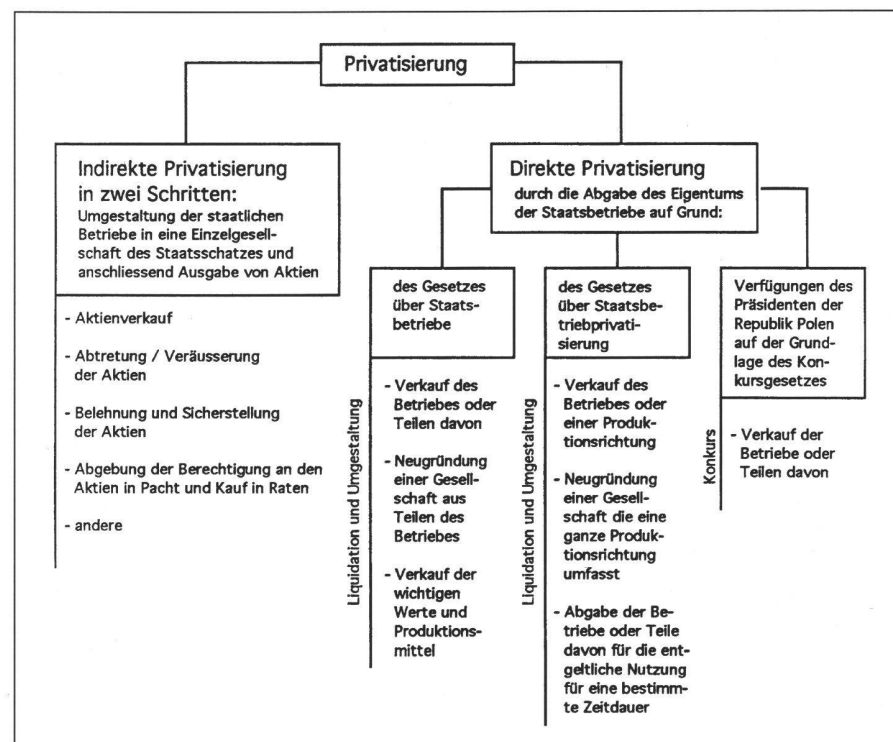 Privatisierung
Indirekte Privatisierung
in zwei Schritten:
Umgestaltung der staatlichen
Betriebe in eine Einzelgesell-
schaft des Staatsschatzes und
anschliessend Ausgabe von Aktien
- Aktienverkauf
- Abtretung / Veräusserung
der Aktien
- Belehnung und Sicherstellung
der Aktien
- Abgebung der Berechtigung an den
Aktien in Pacht und Kauf in Raten
- andere
Direkte Privatisierung
durch die Abgabe des Eigentums
der Staatsbetriebe auf Grund:
des Gesetzes
über Staats-
betriebe
Liquidation und Umgestaltung
- Verkauf des
Betriebes oder
Teilen davon
- Neugründung
einer Gesell-
schaft aus
Teilen des
Betriebes
- Verkauf der
wichtigen
Werte und
Produktions-
mittel
des Gesetzes
über Staatsbe-
triebprivati-
sierung
Liquidation und Umgestaltung
- Verkauf des
Betriebes oder
einer Produk-
tionsrichtung
- Neugründung
einer Gesell-
schaft die eine
ganze Produk-
tionsrichtung
umfasst
- Abgabe der Be-
triebe oder Teile
davon für die ent-
geltliche Nutzung
für eine bestimm-
te Zeitdauer
Verfügungen des
Präsidenten der
Republik Polen
auf der Grund-
lage des Kon-
kursgesetzes
Konkurs
- Verkauf der
Betriebe oder
Teilen davon